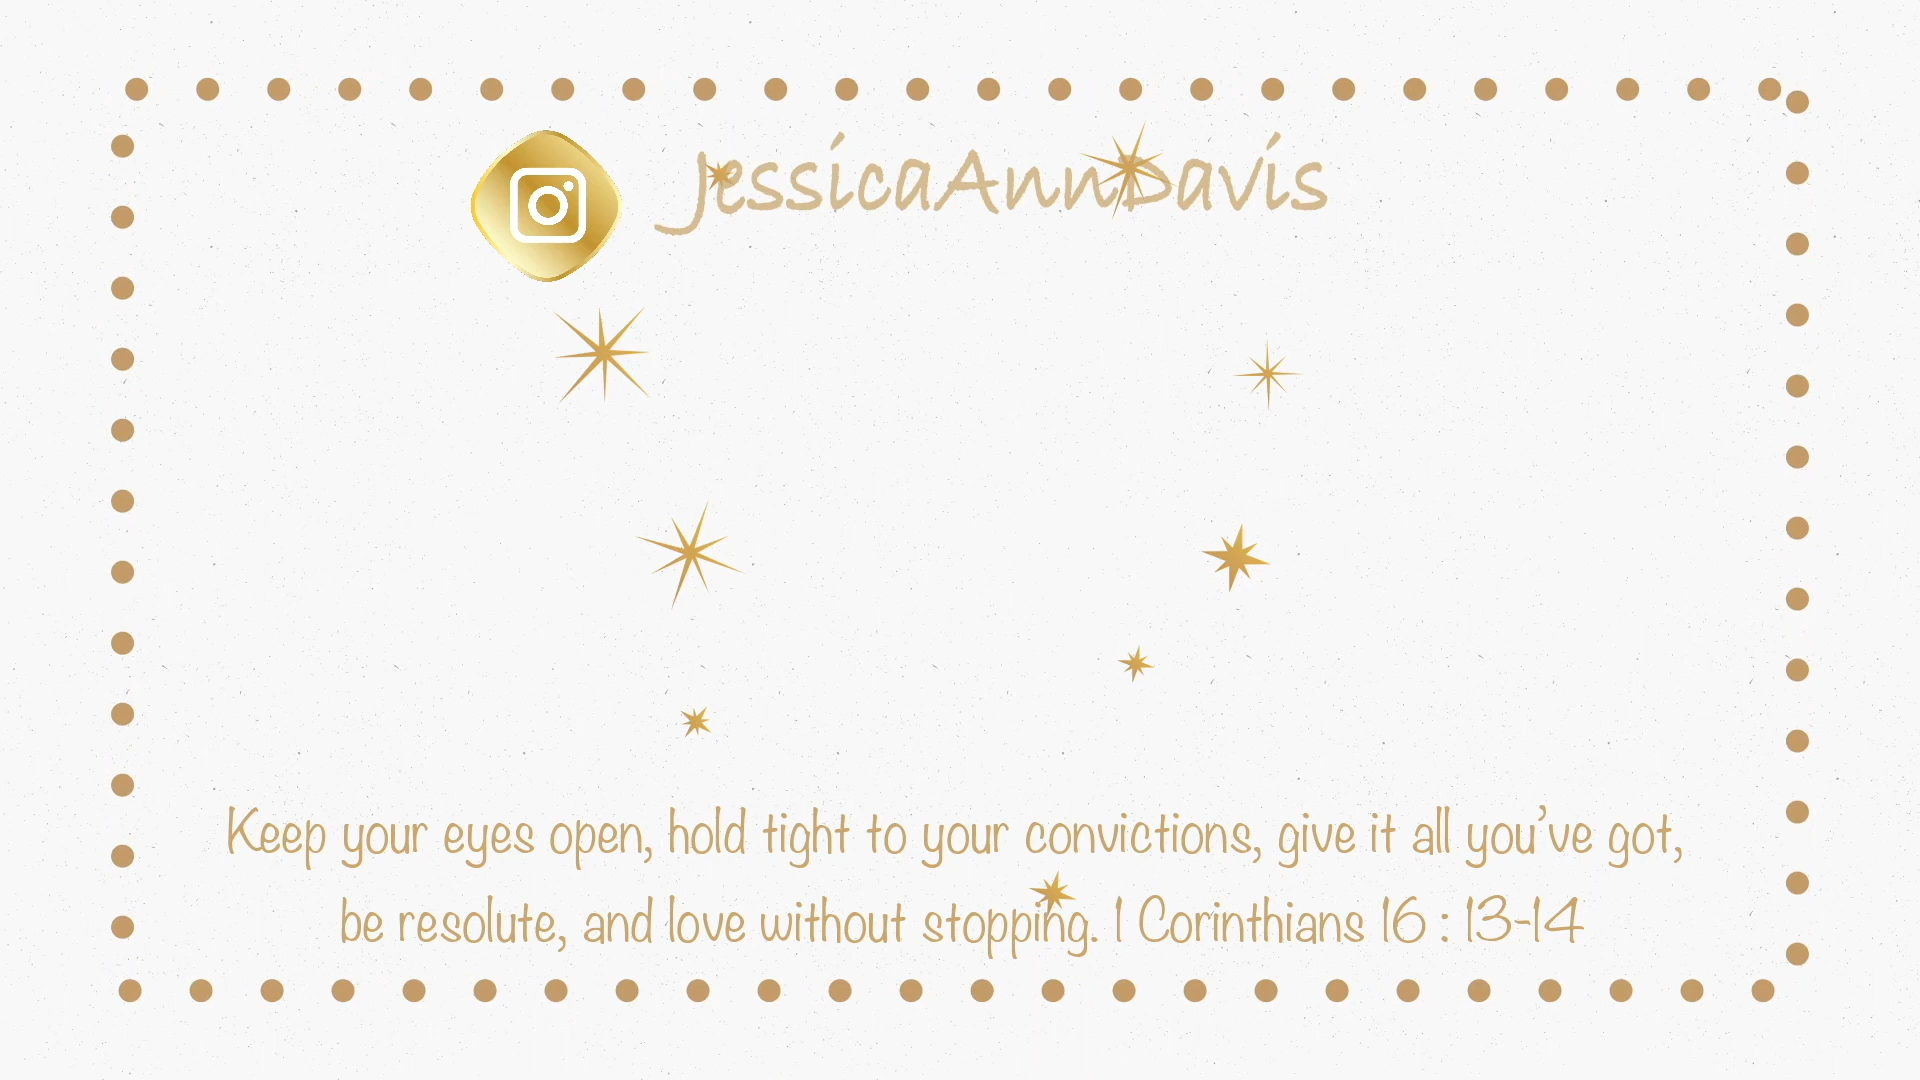 JessicaAnnDavis
Keep your eyes open, hold tight to your convictions, give it all you’ve got,
be resolute, and love without stopping. 1 Corinthians 16 : 13-14